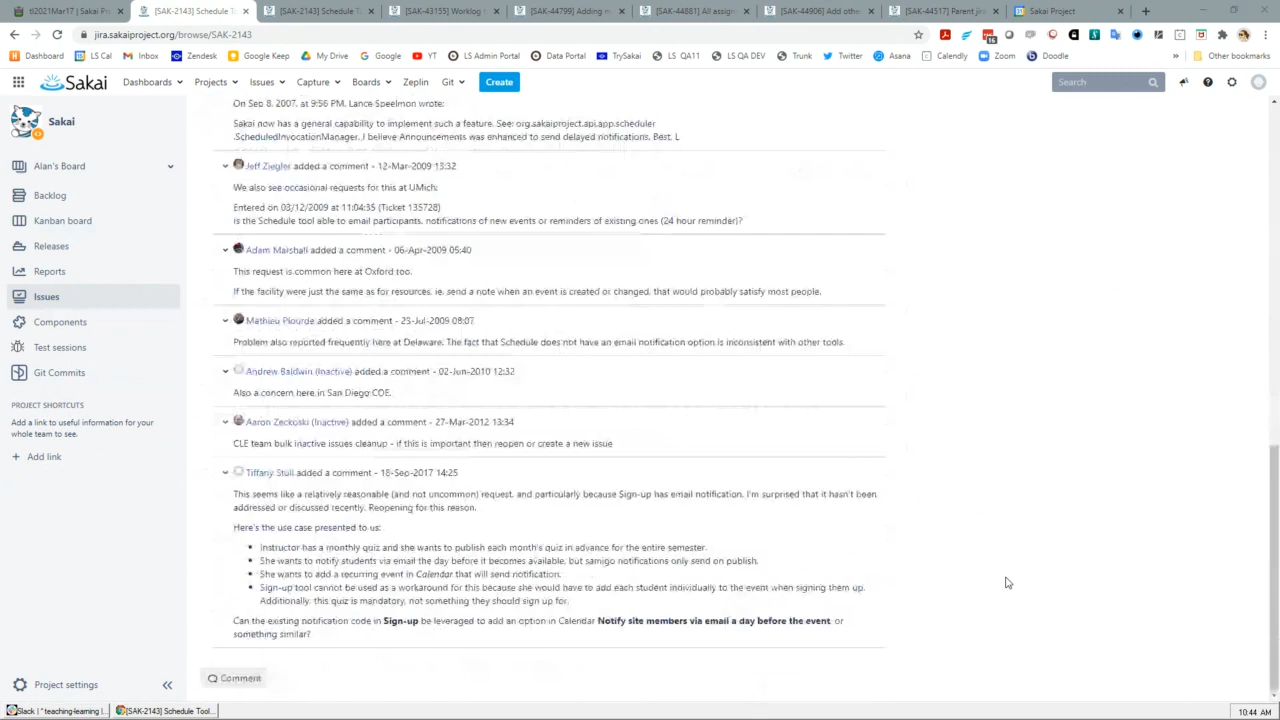 tl2021Mar17 | Sakai Pro
[SAK-2143] Schedule To
[SAK-2143] Schedule To
[SAK-43155] Worklog t
[SAK-44799] Adding n
[SAK-44881] All assign
[SAK-44906] Add othe
[SAK-44517] Parent jir
Sakai Project
jira.sakaiproject.org/browse/SAK-2143
Dashboard
LS Cal
Inbox
Zendesk
Google Keep
My Drive
Google
YT
LS Admin Portal
Data Portal
TrySakai
LS QA11
LS QA DEV
Trunk
Twitter
Asana
Calendly
Zoom
Doodle
»
Other bookmarks
Sakai
Dashboards
Projects
Issues
Capture
Boards
Zeplin
Git
Create
Search
Sakai
Alan's Board
Backlog
Kanban board
Releases
Reports
Issues
Components
Test sessions
Git Commits
PROJECT SHORTCUTS
Add a link to useful information for your
whole team to see.
+ Add link
Project settings
On Sep 8, 2007, at 9:56 PM, Lance Speelmon wrote:
Sakai now has a general capability to implement such a feature. See: org.sakaiproject.api.app.scheduler
.ScheduledInvocationManager. I believe Announcements was enhanced to send delayed notifications. Best, L
Jeff Ziegler added a comment - 12-Mar-2009 13:32
We also see occasional requests for this at UMich:
Entered on 03/12/2009 at 11:04:35 (Ticket 135728)
is the Schedule tool able to email participants, notifications of new events or reminders of existing ones (24 hour reminder)?
Adam Marshall added a comment - 06-Apr-2009 05:40
This request is common here at Oxford too.
If the facility were just the same as for resources, ie, send a note when an event is created or changed, that would probably satisfy most people.
Mathieu Plourde added a comment - 23-Jul-2009 08:07
Problem also reported frequently here at Delaware. The fact that Schedule does not have an email notification option is inconsistent with other tools.
Andrew Baldwin (Inactive) added a comment - 02-Jun-2010 12:32
Also a concern here in San Diego COE.
Aaron Zeckoski (Inactive) added a comment - 27-Mar-2012 13:34
CLE team bulk inactive issues cleanup - if this is important then reopen or create a new issue
Tiffany Stull added a comment - 18-Sep-2017 14:25
This seems like a relatively reasonable (and not uncommon) request, and particularly because Sign-up has email notification, I'm surprised that it hasn't been
addressed or discussed recently. Reopening for this reason.
Here's the use case presented to us:
• Instructor has a monthly quiz and she wants to publish each month's quiz in advance for the entire semester.
• She wants to notify students via email the day before it becomes available, but samigo notifications only send on publish.
• She wants to add a recurring event in Calendar that will send notification.
• Sign-up tool cannot be used as a workaround for this because she would have to add each student individually to the event when signing them up.
Additionally, this quiz is mandatory, not something they should sign up for.
Can the existing notification code in Sign-up be leveraged to add an option in Calendar Notify site members via email a day before the event, or
something similar?
Comment
Slack | * teaching-learning |...
[SAK-2143] Schedule Tool...
10:44 AM